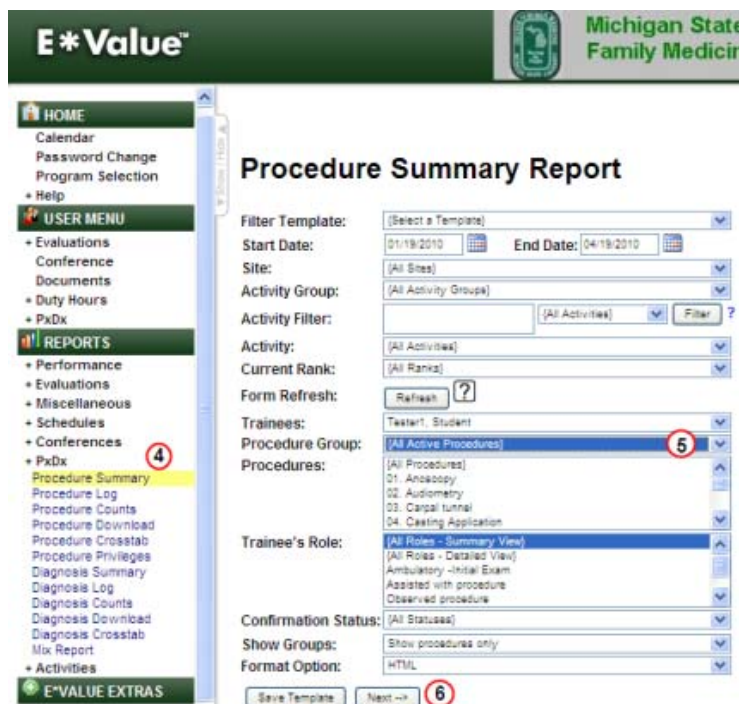 E*Value™
Michigan State
Family Medicin
HOME
Calendar
Password Change
Program Selection
+ Help
USER MENU
+ Evaluations
Conference
Documents
+ Duty Hours
+ PxDx
REPORTS
+ Performance
+ Evaluations
+ Miscellaneous
+ Schedules
+ Conferences
+ PxDx
4
Procedure Summary
Procedure Log
Procedure Counts
Procedure Download
Procedure Crosstab
Procedure Privileges
Diagnosis Summary
Diagnosis Log
Diagnosis Counts
Diagnosis Download
Diagnosis Crosstab
Mix Report
+ Activities
E*VALUE EXTRAS
Show / Hide
Procedure Summary Report
Filter Template: {Select a Template}
Start Date: 01/19/2010 End Date: 04/19/2010
Site: {All Sites}
Activity Group: {All Activity Groups}
Activity Filter: {All Activities} Filter ?
Activity: {All Activities}
Current Rank: {All Ranks}
Form Refresh: Refresh ?
Trainees: Tester1, Student
Procedure Group: {All Active Procedures} 5
Procedures: {All Procedures}
01. Anoscopy
02. Audiometry
03. Carpal tunnel
04. Casting Application
Trainee's Role: {All Roles - Summary View}
{All Roles - Detailed View}
Ambulatory -Initial Exam
Assisted with procedure
Observed procedure
Confirmation Status: {All Statuses}
Show Groups: Show procedures only
Format Option: HTML
Save Template Next --> 6